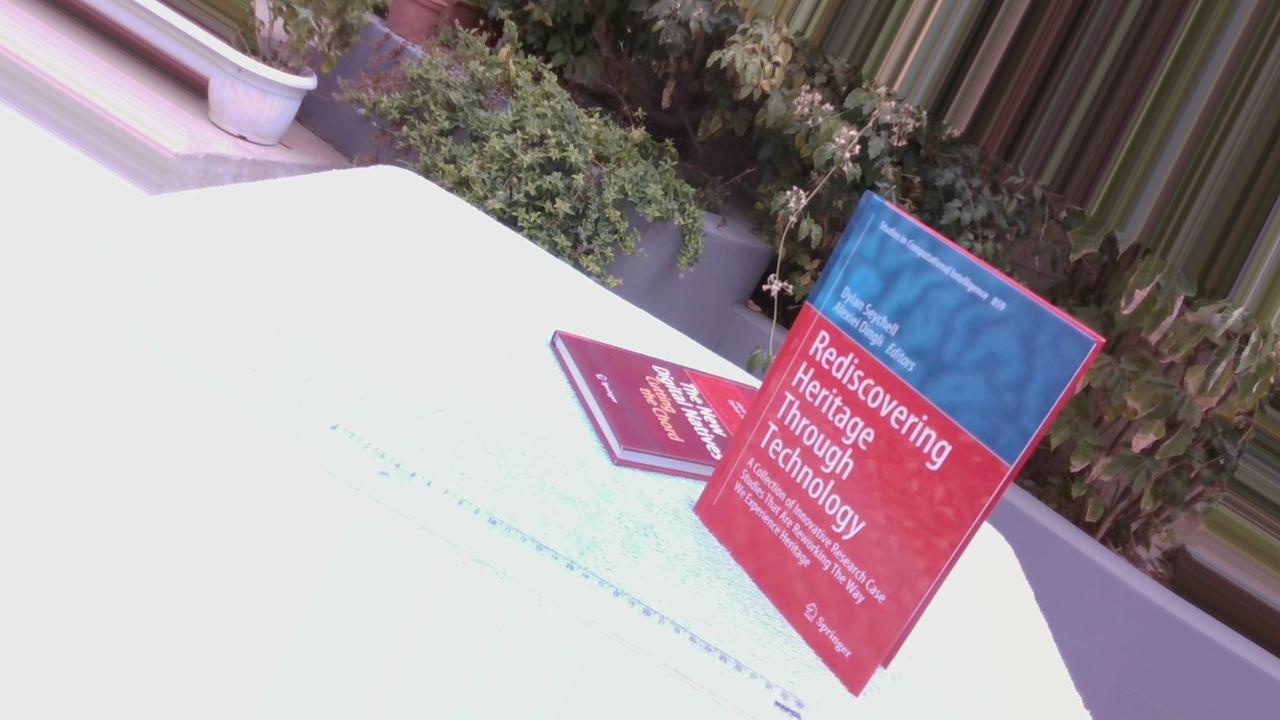 Studies in Computational Intelligence 859
Dylan Seychell
Alexiei Dingli Editors
Rediscovering
Heritage
Through
Technology
A Collection of Innovative Research Case
Studies That Are Reworking The Way
We Experience Heritage
Springer
The New
Digital Natives
Cutting
the Chord
Springer